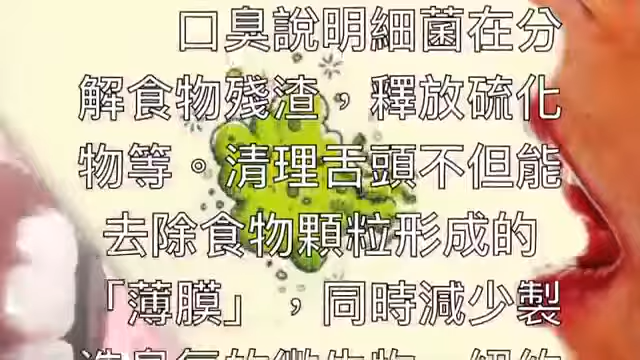 口臭說明細菌在分
解食物殘渣，釋放硫化
物等。清理舌頭不但能
去除食物顆粒形成的
「薄膜」，同時減少製